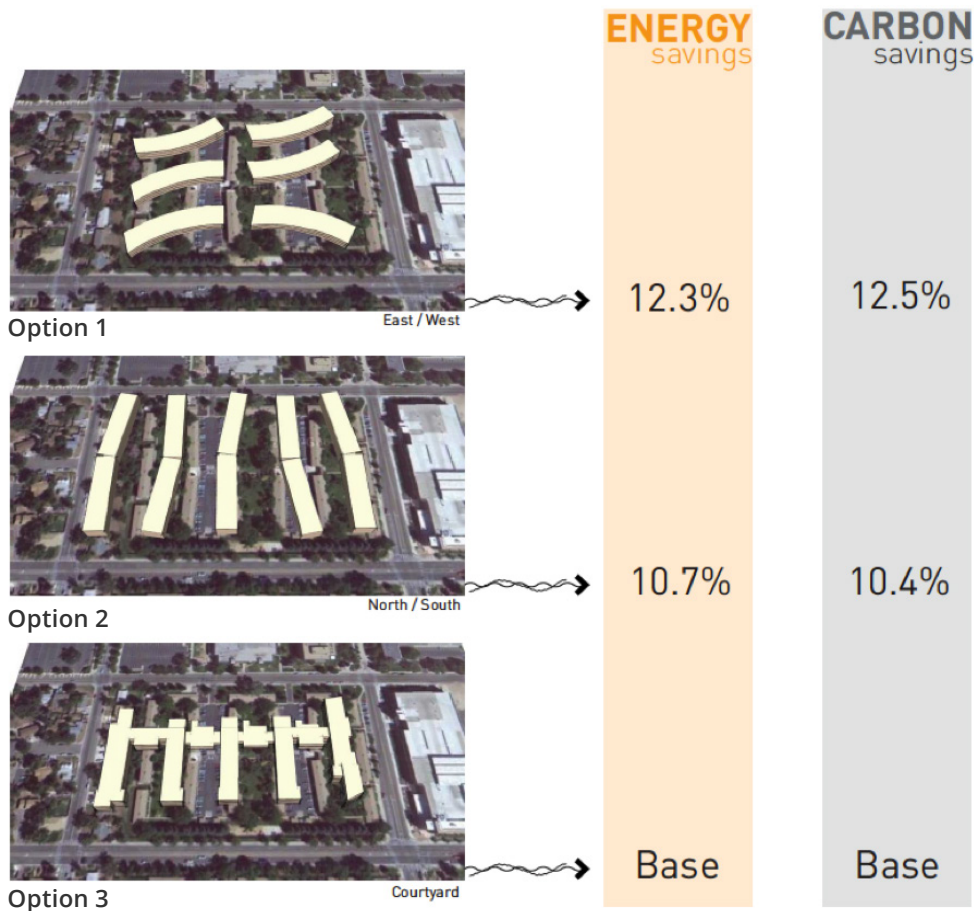 ENERGY
savings
CARBON
savings
12.3%
12.5%
East / West
Option 1
10.7%
10.4%
North / South
Option 2
Base
Base
Courtyard
Option 3